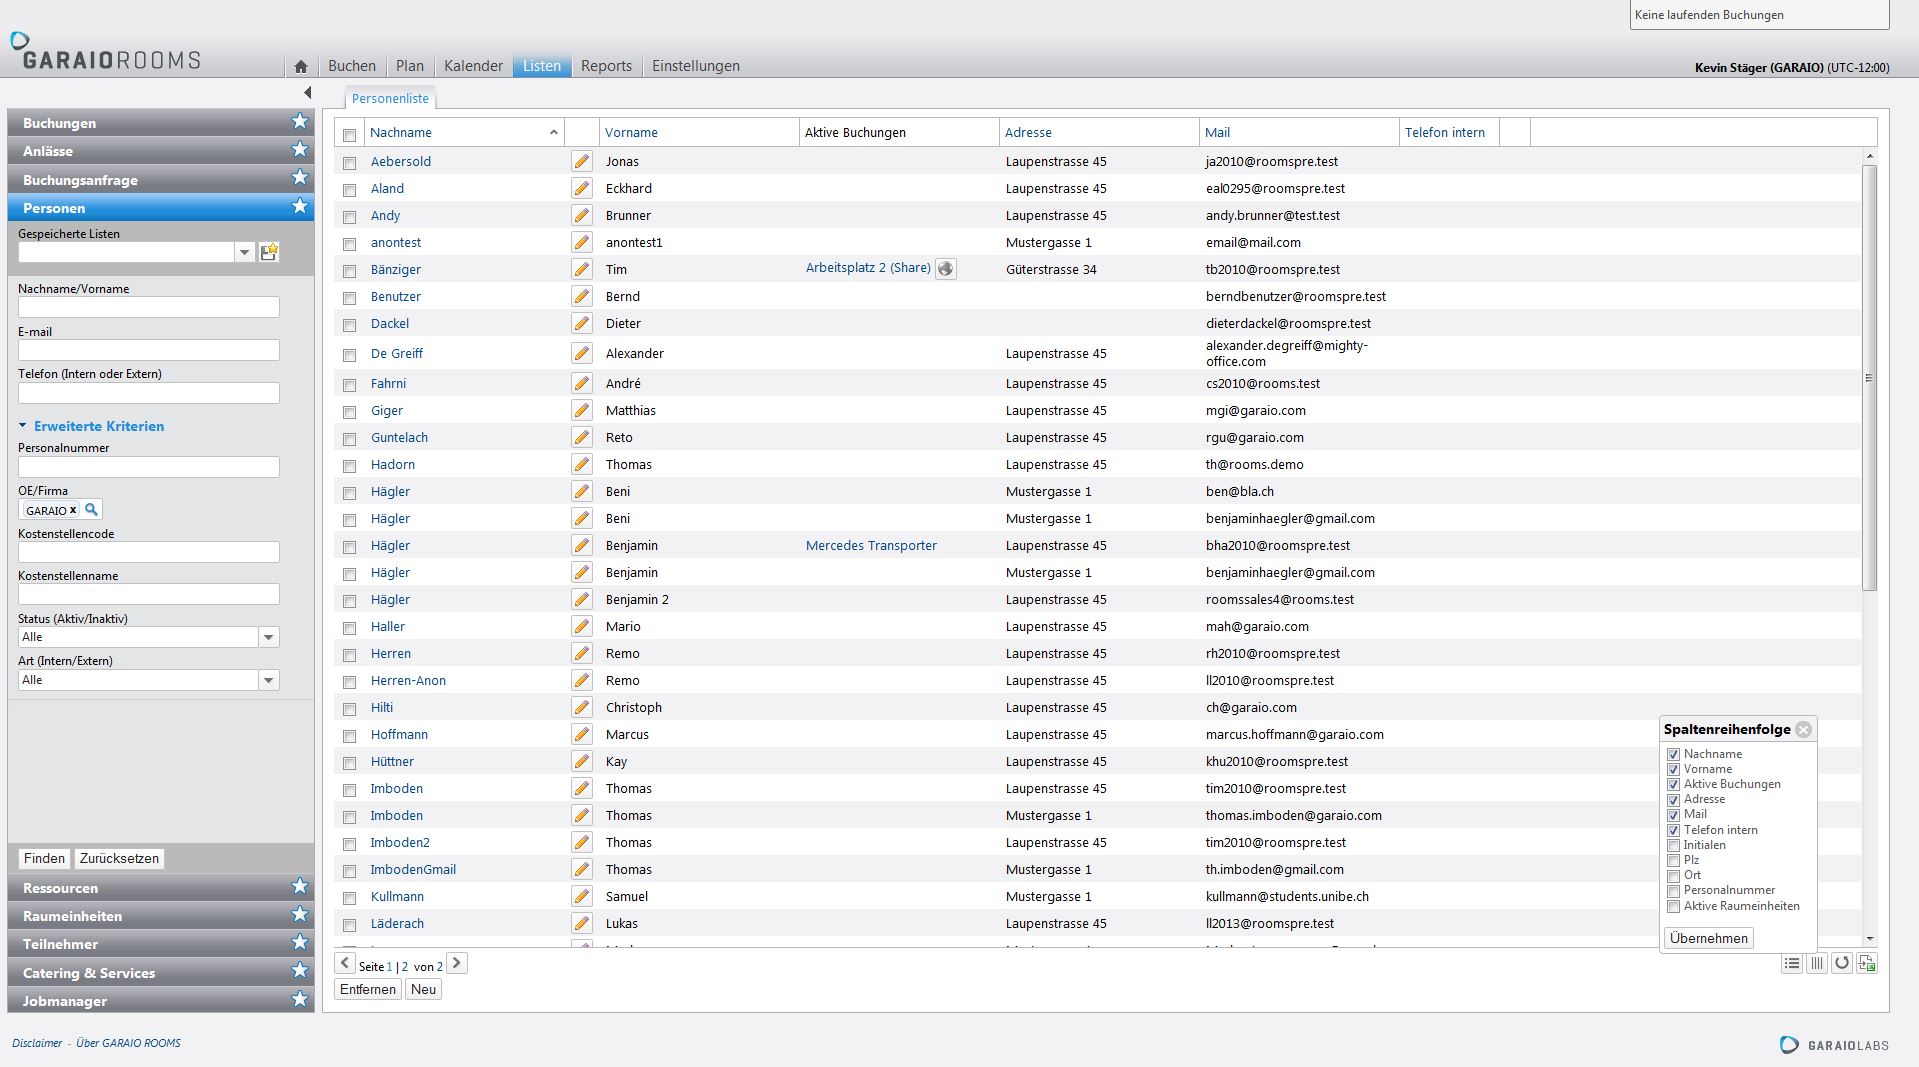 Keine laufenden Buchungen
GARAIOROOMS
Buchen Plan Kalender Listen Reports Einstellungen
Kevin Stäger (GARAIO) (UTC-12:00)
Buchungen
Anlässe
Buchungsanfrage
Personen
Gespeicherte Listen
Nachname/Vorname
E-mail
Telefon (Intern oder Extern)
Erweiterte Kriterien
Personalnummer
OE/Firma
GARAIO x
Kostenstellencode
Kostenstellenname
Status (Aktiv/Inaktiv)
Alle
Art (Intern/Extern)
Alle
Finden Zurücksetzen
Ressourcen
Raumeinheiten
Teilnehmer
Catering & Services
Jobmanager
Personenliste
Nachname Vorname Aktive Buchungen Adresse Mail Telefon intern
Aebersold Jonas Laupenstrasse 45 ja2010@roomspre.test
Aland Eckhard Laupenstrasse 45 eal0295@roomspre.test
Andy Brunner Laupenstrasse 45 andy.brunner@test.test
anontest anontest1 Mustergasse 1 email@mail.com
Bänziger Tim Arbeitsplatz 2 (Share) Güterstrasse 34 tb2010@roomspre.test
Benutzer Bernd berndbenutzer@roomspre.test
Dackel Dieter dieterdackel@roomspre.test
De Greiff Alexander Laupenstrasse 45 alexander.degreiff@mighty-
office.com
Fahrni André Laupenstrasse 45 cs2010@rooms.test
Giger Matthias Laupenstrasse 45 mgi@garaio.com
Guntelach Reto Laupenstrasse 45 rgu@garaio.com
Hadorn Thomas Laupenstrasse 45 th@rooms.demo
Hägler Beni Mustergasse 1 ben@bla.ch
Hägler Beni Mustergasse 1 benjaminhaegler@gmail.com
Hägler Benjamin Mercedes Transporter Laupenstrasse 45 bha2010@roomspre.test
Hägler Benjamin Mustergasse 1 benjaminhaegler@gmail.com
Hägler Benjamin 2 Laupenstrasse 45 roomssales4@rooms.test
Haller Mario Laupenstrasse 45 mah@garaio.com
Herren Remo Laupenstrasse 45 rh2010@roomspre.test
Herren-Anon Remo Laupenstrasse 45 ll2010@roomspre.test
Hilti Christoph Laupenstrasse 45 ch@garaio.com
Hoffmann Marcus Laupenstrasse 45 marcus.hoffmann@garaio.com
Hüttner Kay Laupenstrasse 45 khu2010@roomspre.test
Imboden Thomas Laupenstrasse 45 tim2010@roomspre.test
Imboden Thomas Mustergasse 1 thomas.imboden@garaio.com
Imboden2 Thomas Laupenstrasse 45 tim2010@roomspre.test
ImbodenGmail Thomas Mustergasse 1 th.imboden@gmail.com
Kullmann Samuel Mustergasse 1 kullmann@students.unibe.ch
Läderach Lukas Laupenstrasse 45 ll2013@roomspre.test
Seite 1 | 2 von 2
Entfernen Neu
Spaltenreihenfolge
Nachname
Vorname
Aktive Buchungen
Adresse
Mail
Telefon intern
Initialen
Plz
Ort
Personalnummer
Aktive Raumeinheiten
Übernehmen
Disclaimer - Über GARAIO ROOMS
GARAIOLABS